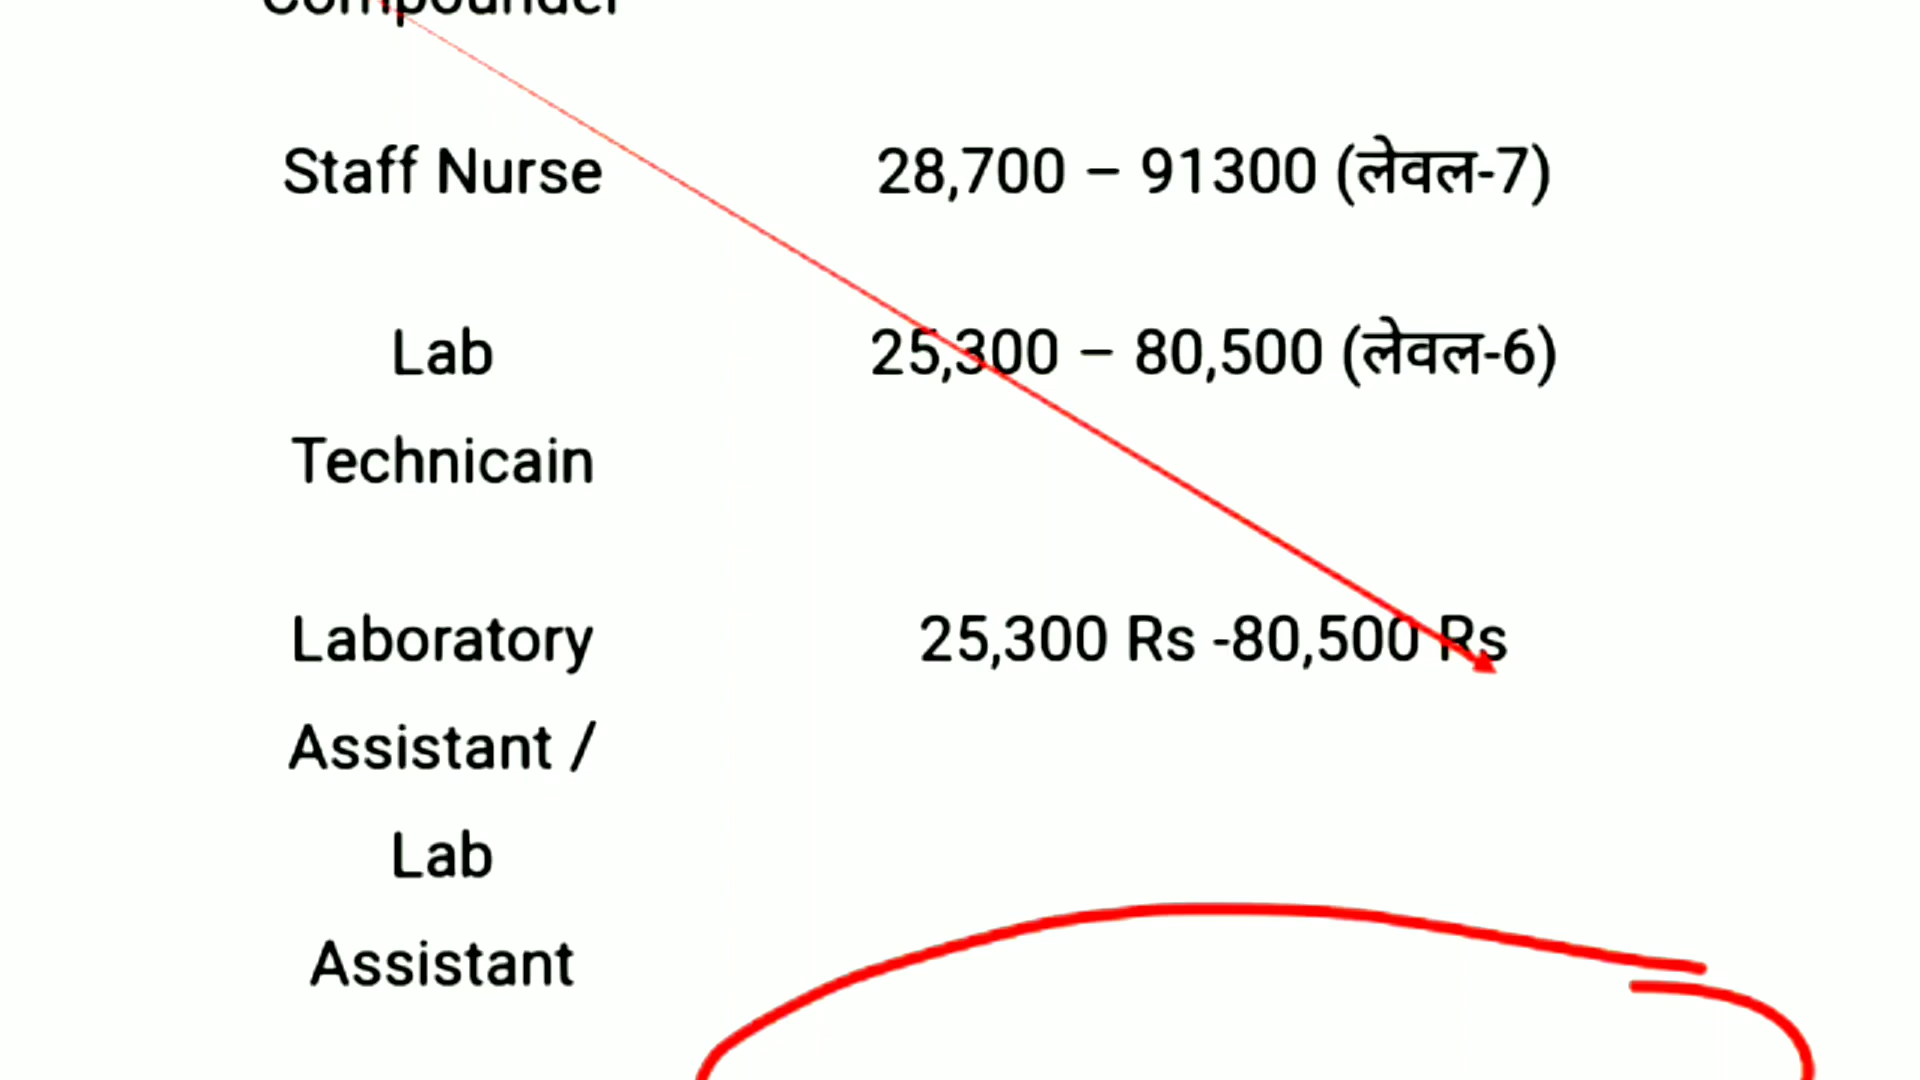 Compounder
Staff Nurse 28,700 – 91300 (लेवल-7)
Lab 25,300 – 80,500 (लेवल-6)
Technicain
Laboratory 25,300 Rs -80,500 Rs
Assistant /
Lab
Assistant